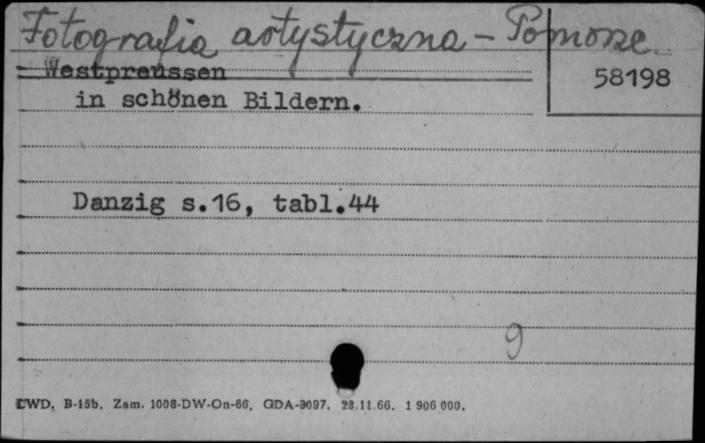 Fotografia artystyczna - Pomorze
58198
Westpreussen
in schönen Bildern.
Danzig s.16, tabl.44
9
CWD, B-15b, Zam. 1008-DW-On-66, GDA-3097. 23.11.66. 1 906 000.